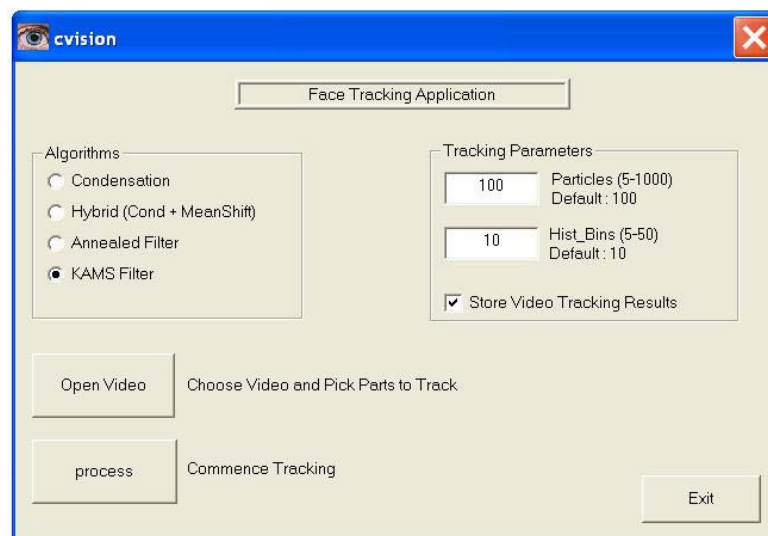 cvision
Face Tracking Application
Algorithms
Condensation
Hybrid (Cond + MeanShift)
Annealed Filter
KAMS Filter
Tracking Parameters
100
Particles (5-1000)
Default : 100
10
Hist_Bins (5-50)
Default : 10
Store Video Tracking Results
Open Video
Choose Video and Pick Parts to Track
process
Commence Tracking
Exit